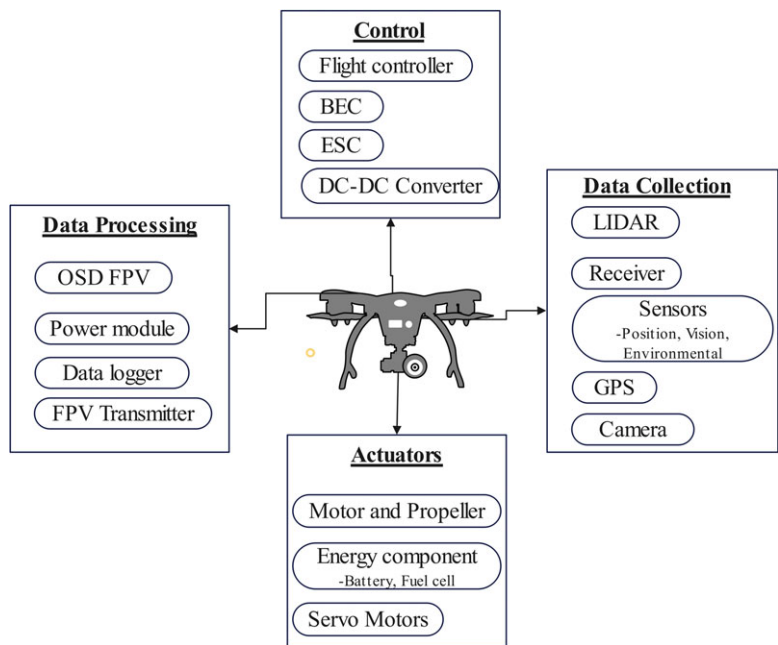 Control
Flight controller
BEC
ESC
DC-DC Converter
Data Processing
OSD FPV
Power module
Data logger
FPV Transmitter
Data Collection
LIDAR
Receiver
Sensors
-Position, Vision,
Environmental
GPS
Camera
Actuators
Motor and Propeller
Energy component
-Battery, Fuel cell
Servo Motors